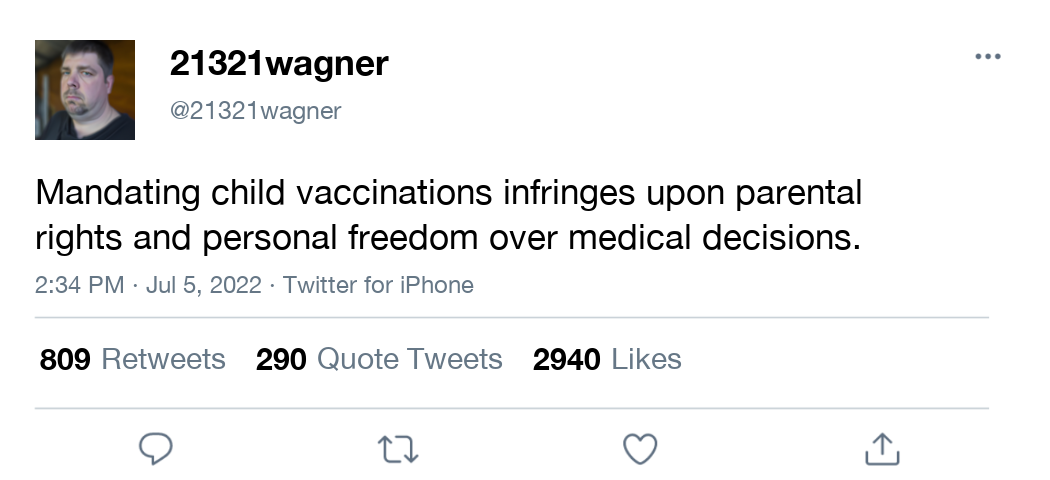 21321wagner
@21321wagner
Mandating child vaccinations infringes upon parental
rights and personal freedom over medical decisions.
2:34 PM · Jul 5, 2022 · Twitter for iPhone
809 Retweets 290 Quote Tweets 2940 Likes